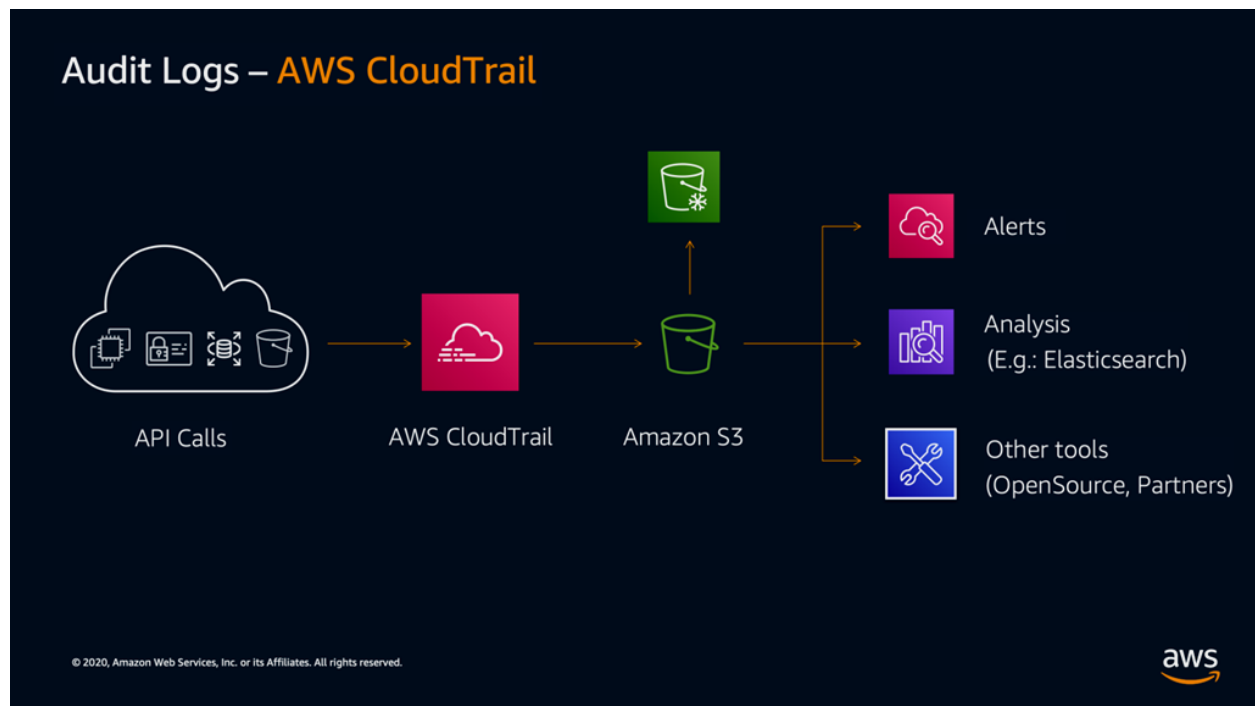 Audit Logs – AWS CloudTrail
API Calls
AWS CloudTrail
Amazon S3
Alerts
Analysis
(E.g.: Elasticsearch)
Other tools
(OpenSource, Partners)
© 2020, Amazon Web Services, Inc. or its Affiliates. All rights reserved.
aws